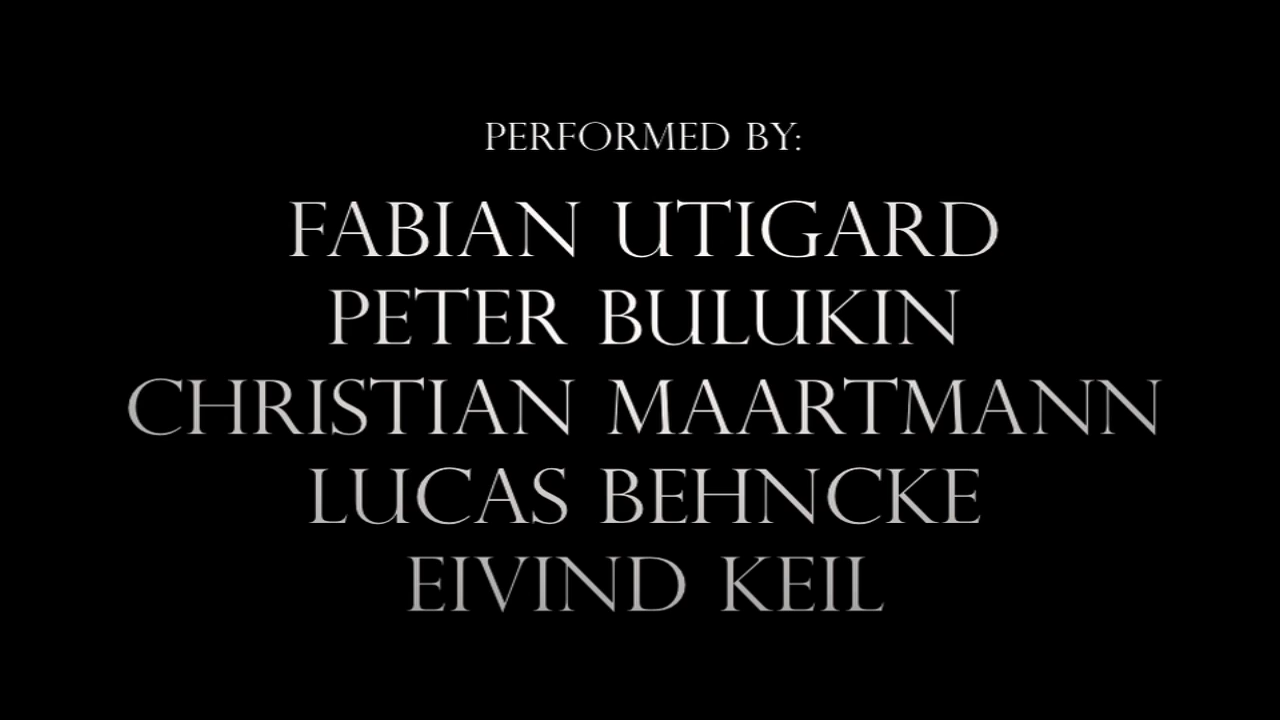 PERFORMED BY:
FABIAN UTIGARD
PETER BULUKIN
CHRISTIAN MAARTMANN
LUCAS BEHNCKE
EIVIND KEIL